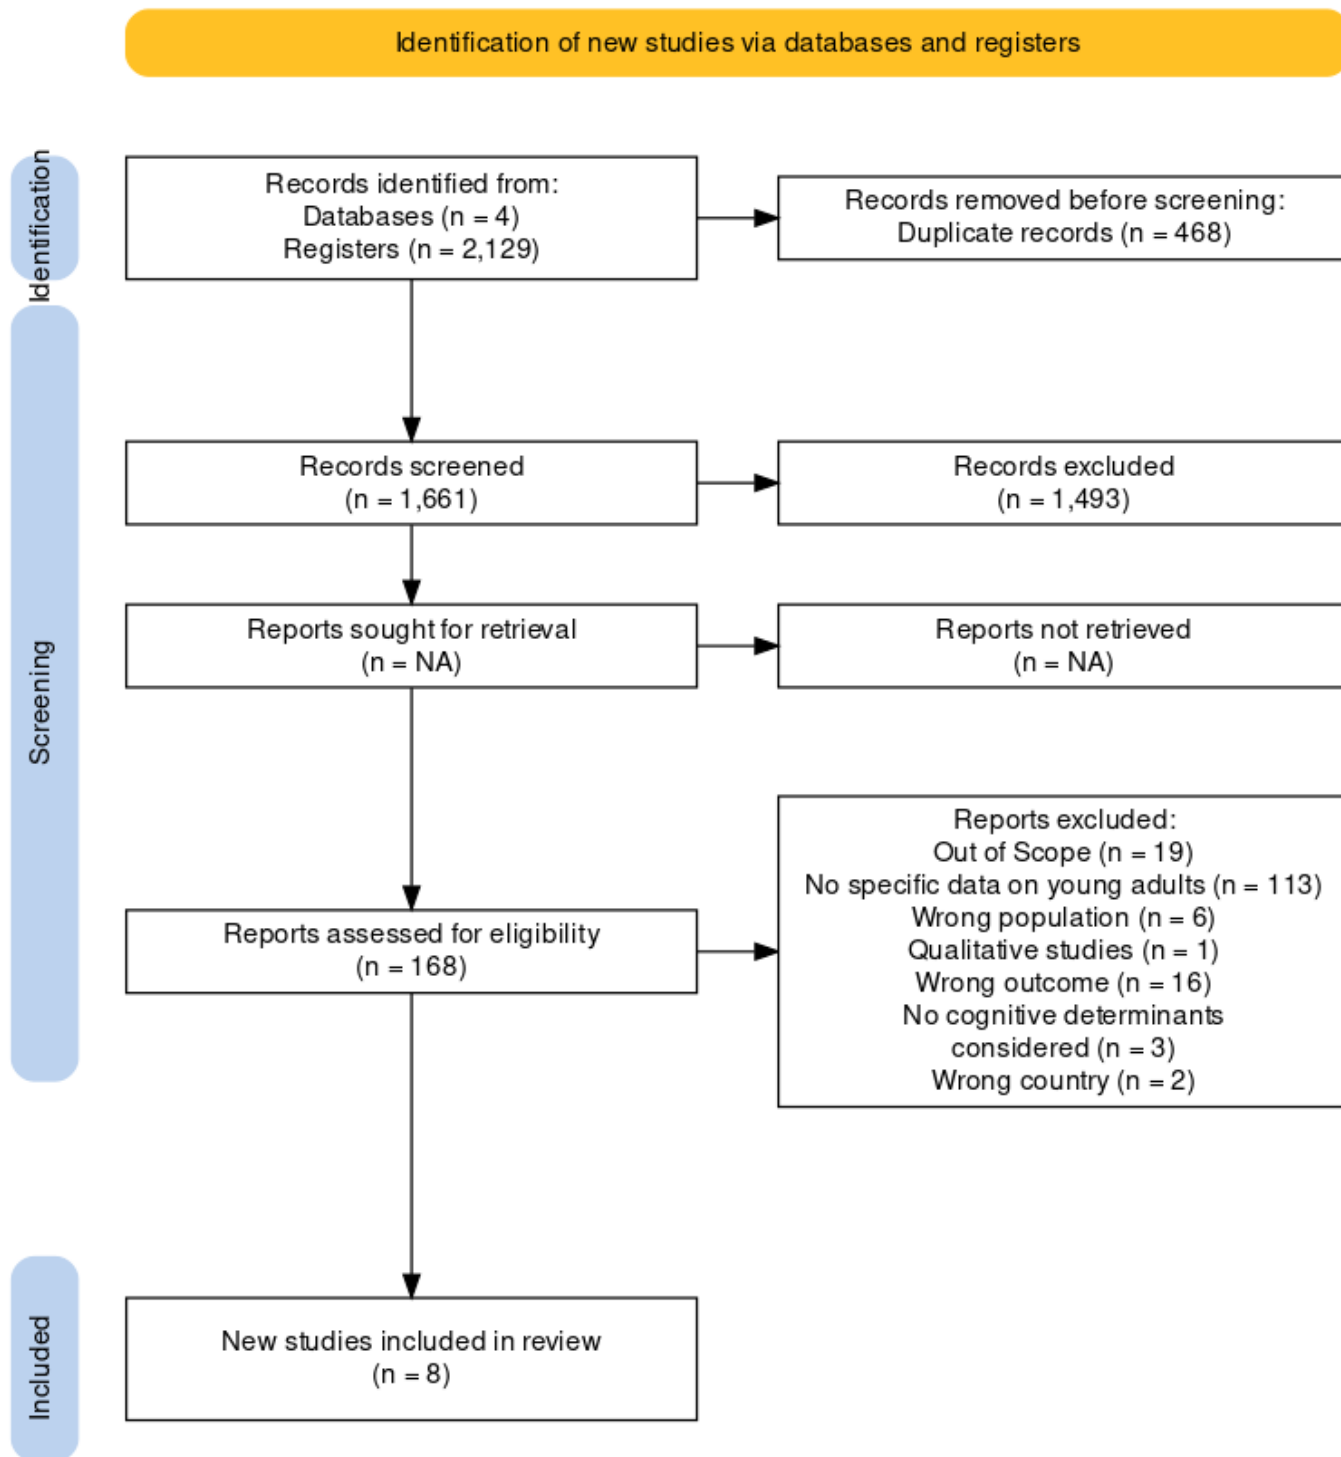 Identification of new studies via databases and registers
Identification
Records identified from:
Databases (n = 4)
Registers (n = 2,129)
Records removed before screening:
Duplicate records (n = 468)
Screening
Records screened
(n = 1,661)
Records excluded
(n = 1,493)
Reports sought for retrieval
(n = NA)
Reports not retrieved
(n = NA)
Reports assessed for eligibility
(n = 168)
Reports excluded:
Out of Scope (n = 19)
No specific data on young adults (n = 113)
Wrong population (n = 6)
Qualitative studies (n = 1)
Wrong outcome (n = 16)
No cognitive determinants
considered (n = 3)
Wrong country (n = 2)
Included
New studies included in review
(n = 8)